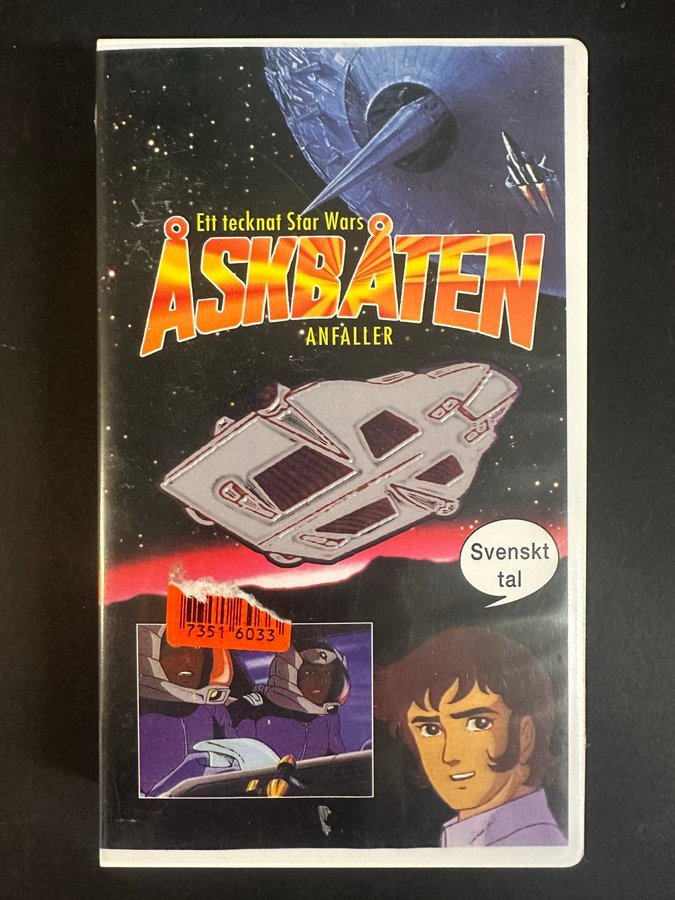 Ett tecknat Star Wars
ÅSKBÅTEN
ANFALLER
Svenskt
tal
7351 6033